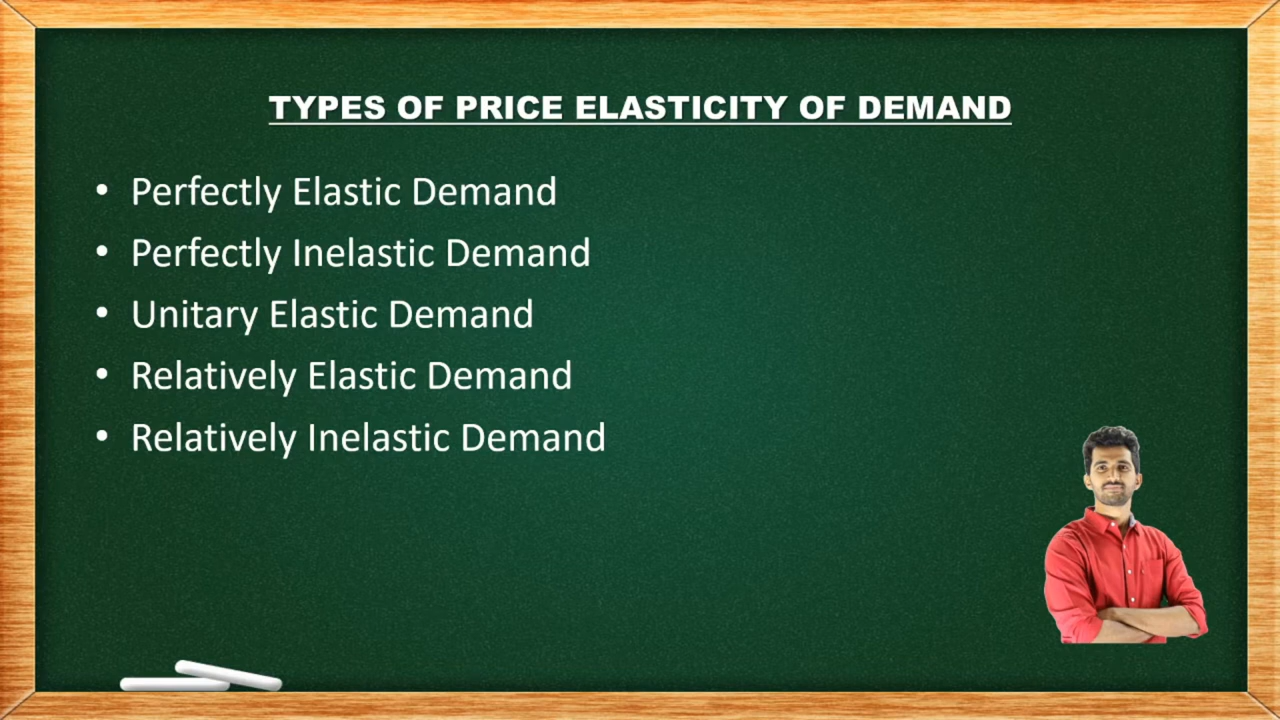 TYPES OF PRICE ELASTICITY OF DEMAND
• Perfectly Elastic Demand
• Perfectly Inelastic Demand
• Unitary Elastic Demand
• Relatively Elastic Demand
• Relatively Inelastic Demand